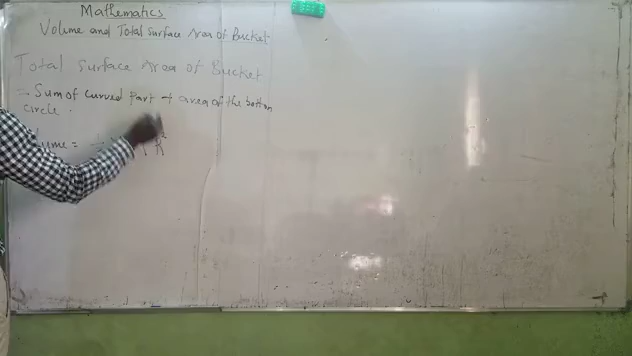 Mathematics
Volume and Total Surface Area of Bucket
Total Surface Area of Bucket
= Sum of curved Part + area of the bottom
circle.
lume =